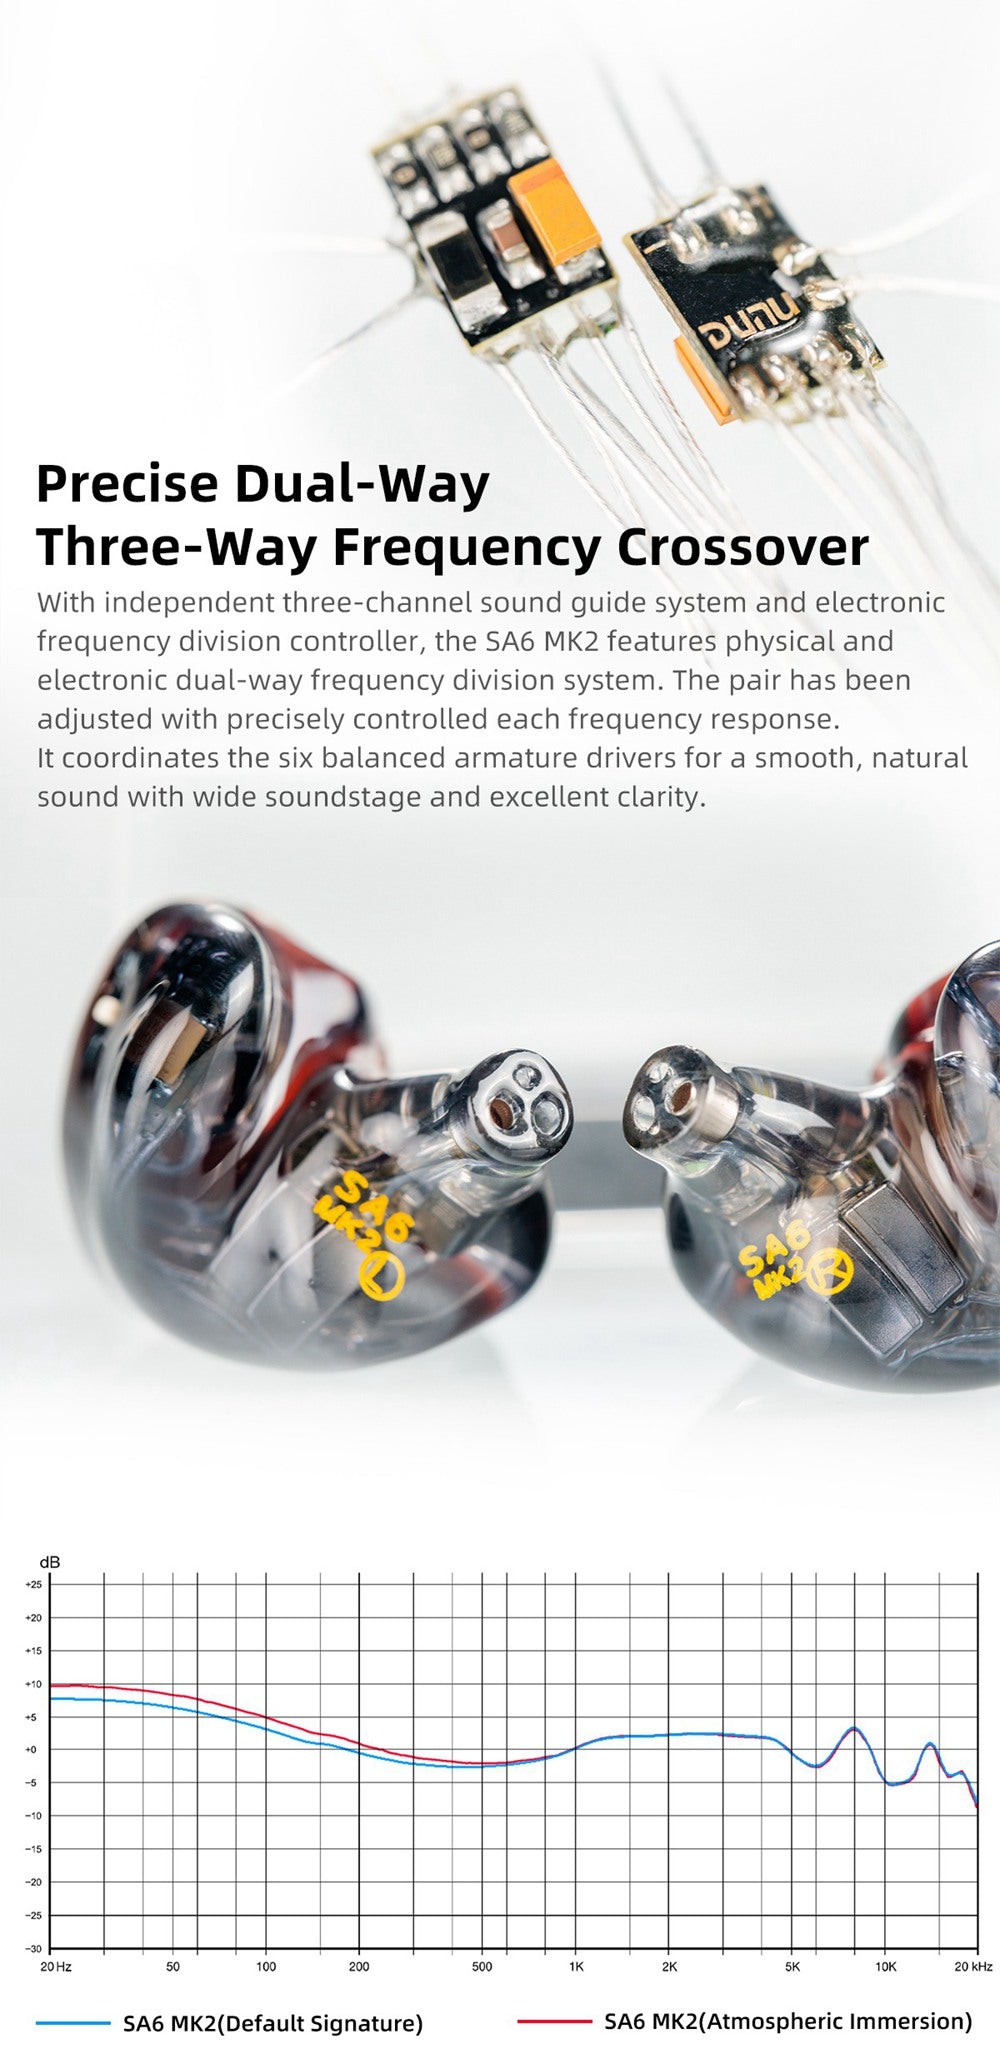 DUNU
Precise Dual-Way
Three-Way Frequency Crossover
With independent three-channel sound guide system and electronic
frequency division controller, the SA6 MK2 features physical and
electronic dual-way frequency division system. The pair has been
adjusted with precisely controlled each frequency response.
It coordinates the six balanced armature drivers for a smooth, natural
sound with wide soundstage and excellent clarity.
SA6
MK2
L
SA6
MK2 R
dB
+25
+20
+15
+10
+5
+0
−5
−10
−15
−20
−25
−30
20Hz 50 100 200 500 1K 2K 5K 10K 20 kHz
SA6 MK2(Default Signature) SA6 MK2(Atmospheric Immersion)